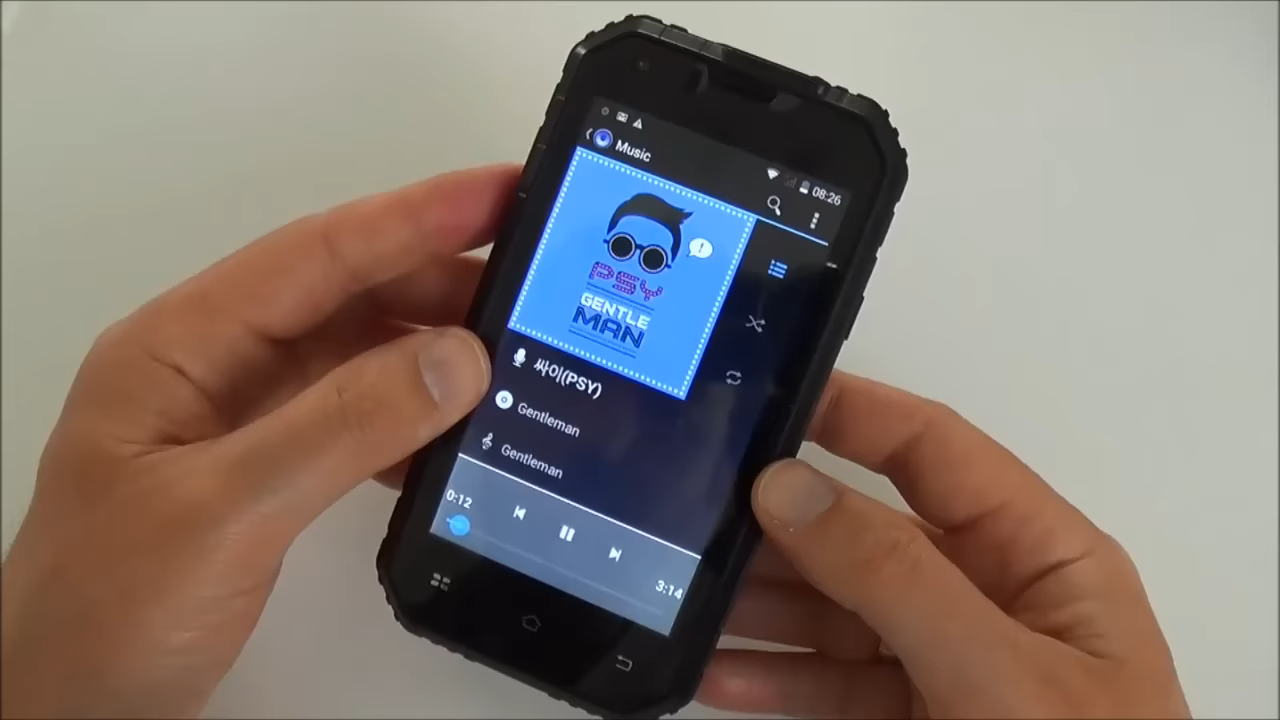 Music
08:26
!
PSY
GENTLE
MAN
싸이(PSY)
Gentleman
Gentleman
0:12
3:14